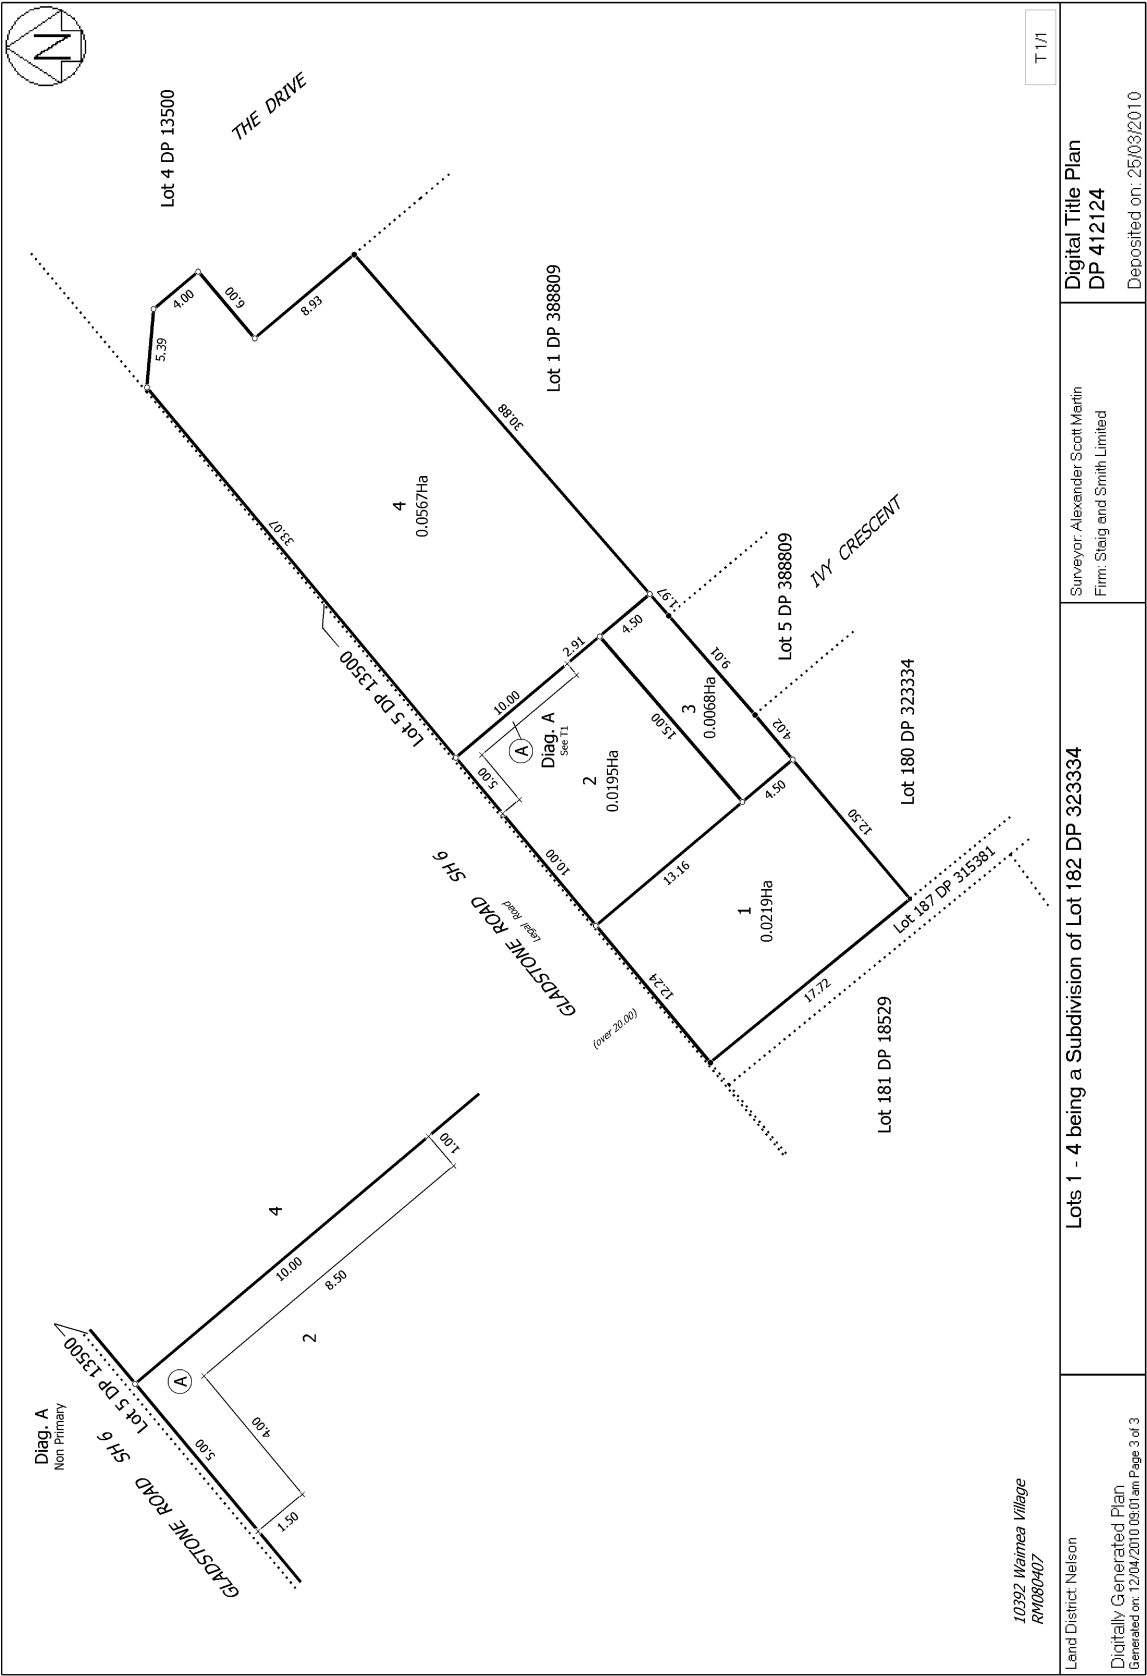 N
T 1/1
Lot 4 DP 13500
THE DRIVE
5.39
4.00
6.00
8.93
Lot 1 DP 388809
33.07
30.88
4
0.0567Ha
Lot 5 DP 13500
1.97
4.50
2.91
10.00
5.00
A
Diag. A
See T1
2
0.0195Ha
15.00
3
0.0068Ha
9.01
Lot 5 DP 388809
IVY CRESCENT
4.02
4.50
Lot 180 DP 323334
10.00
13.16
12.50
1
0.0219Ha
12.24
17.72
GLADSTONE ROAD SH 6
Legal Road
(over 20.00)
Lot 187 DP 315381
Lot 181 DP 18529
Diag. A
Non Primary
Lot 5 DP 13500
GLADSTONE ROAD SH 6
A
5.00
4.00
1.50
10.00
8.50
1.00
4
2
10392 Waimea Village
RM080407
Land District: Nelson
Digitally Generated Plan
Generated on: 12/04/2010 09:01am Page 3 of 3
Lots 1 - 4 being a Subdivision of Lot 182 DP 323334
Surveyor: Alexander Scott Martin
Firm: Staig and Smith Limited
Digital Title Plan
DP 412124
Deposited on: 25/03/2010